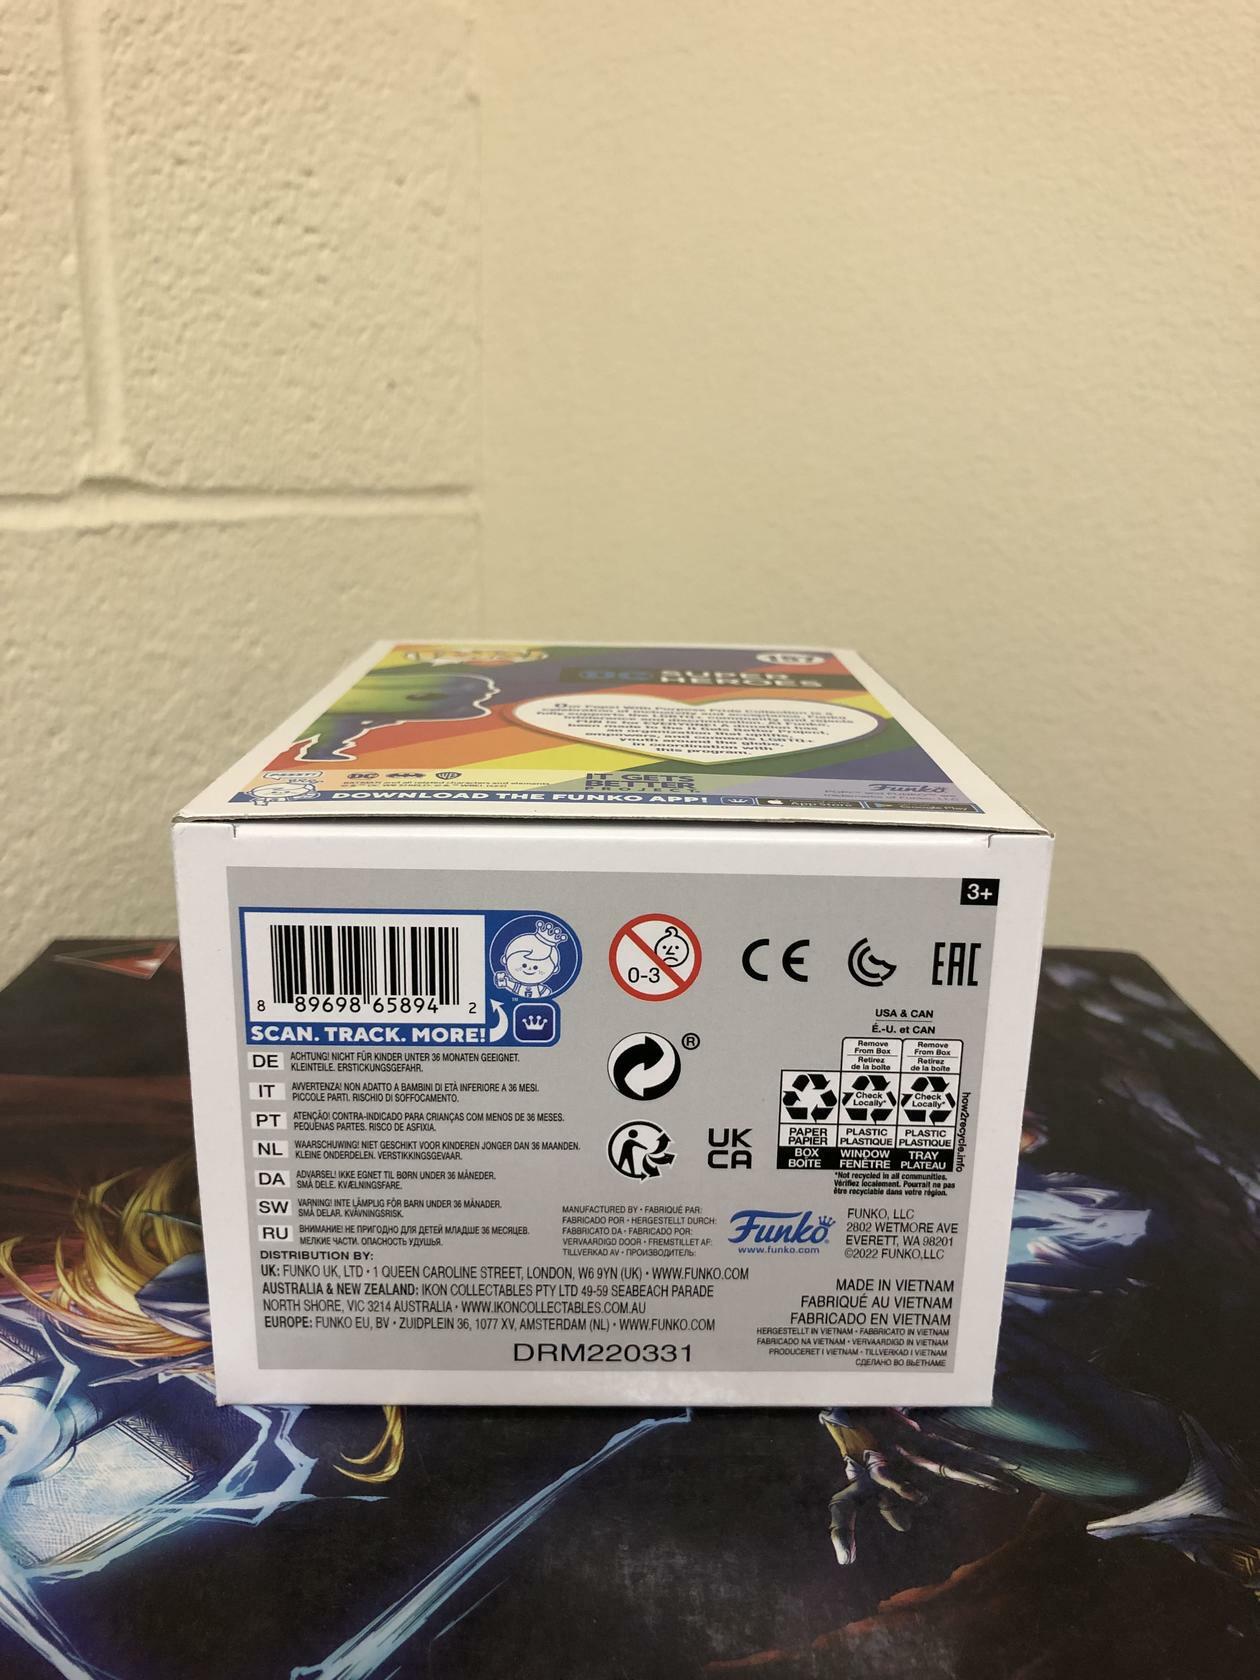 DC SUPER HEROES
Our Pops! With Purpose Pride Collection is a
this program.
DC
IT GETS
BETTER
PROJECT
Funko
DOWNLOAD THE FUNKO APP!
3+
8 89698 65894 2
SCAN. TRACK. MORE!
0-3
CE
EAC
USA & CAN
É.-U. et CAN
Remove From Box
Retirez de la boîte
Remove From Box
Retirez de la boîte
Check Locally*
Check Locally*
PAPER
PAPIER
PLASTIC
PLASTIQUE
PLASTIC
PLASTIQUE
BOX
BOÎTE
WINDOW
FENÊTRE
TRAY
PLATEAU
how2recycle.info
*Not recycled in all communities.
Vérifiez localement. Pourrait ne pas
être recyclable dans votre région.
®
UK
CA
DE ACHTUNG! NICHT FÜR KINDER UNTER 36 MONATEN GEEIGNET.
KLEINTEILE. ERSTICKUNGSGEFAHR.
IT AVVERTENZA! NON ADATTO A BAMBINI DI ETÀ INFERIORE A 36 MESI.
PICCOLE PARTI. RISCHIO DI SOFFOCAMENTO.
PT ATENÇÃO! CONTRA-INDICADO PARA CRIANÇAS COM MENOS DE 36 MESES.
PEQUENAS PARTES. RISCO DE ASFIXIA.
NL WAARSCHUWING! NIET GESCHIKT VOOR KINDEREN JONGER DAN 36 MAANDEN.
KLEINE ONDERDELEN. VERSTIKKINGSGEVAAR.
DA ADVARSEL! IKKE EGNET TIL BØRN UNDER 36 MÅNEDER.
SMÅ DELE. KVÆLNINGSFARE.
SW VARNING! INTE LÄMPLIG FÖR BARN UNDER 36 MÅNADER.
SMÅ DELAR. KVÄVNINGSRISK.
RU ВНИМАНИЕ! НЕ ПРИГОДНО ДЛЯ ДЕТЕЙ МЛАДШЕ 36 МЕСЯЦЕВ.
МЕЛКИЕ ЧАСТИ. ОПАСНОСТЬ УДУШЬЯ.
MANUFACTURED BY • FABRIQUÉ PAR:
FABRICADO POR • HERGESTELLT DURCH:
FABBRICATO DA • FABRICADO POR:
VERVAARDIGD DOOR • FREMSTILLET AF:
TILLVERKAD AV • ПРОИЗВОДИТЕЛЬ:
Funko
www.funko.com
FUNKO, LLC
2802 WETMORE AVE
EVERETT, WA 98201
©2022 FUNKO,LLC
DISTRIBUTION BY:
UK: FUNKO UK, LTD • 1 QUEEN CAROLINE STREET, LONDON, W6 9YN (UK) • WWW.FUNKO.COM
AUSTRALIA & NEW ZEALAND: IKON COLLECTABLES PTY LTD 49-59 SEABEACH PARADE
NORTH SHORE, VIC 3214 AUSTRALIA • WWW.IKONCOLLECTABLES.COM.AU
EUROPE: FUNKO EU, BV • ZUIDPLEIN 36, 1077 XV, AMSTERDAM (NL) • WWW.FUNKO.COM
MADE IN VIETNAM
FABRIQUÉ AU VIETNAM
FABRICADO EN VIETNAM
HERGESTELLT IN VIETNAM • FABBRICATO IN VIETNAM
FABRICADO NA VIETNAM • VERVAARDIGD IN VIETNAM
PRODUCERET I VIETNAM • TILLVERKAD I VIETNAM
СДЕЛАНО ВО ВЬЕТНАМЕ
DRM220331